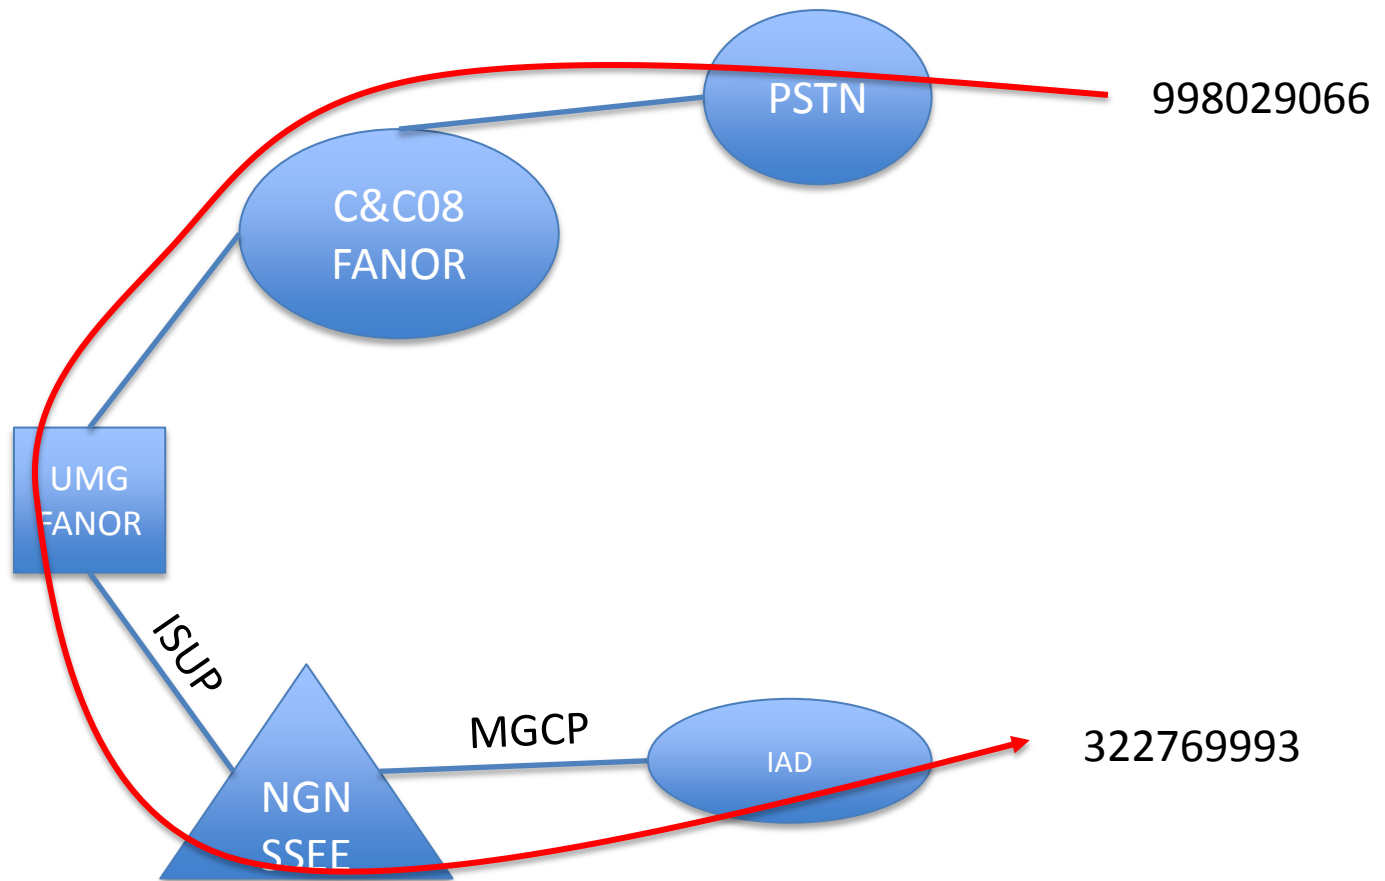 PSTN
998029066
C&C08
FANOR
UMG
FANOR
ISUP
MGCP
IAD
322769993
NGN
SSEE